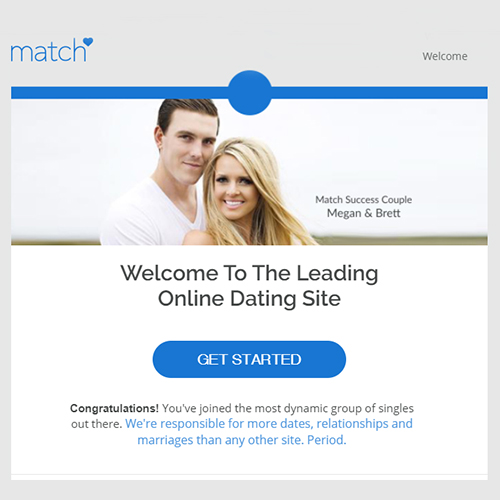 match
Welcome
Match Success Couple
Megan & Brett
Welcome To The Leading
Online Dating Site
GET STARTED
Congratulations! You've joined the most dynamic group of singles
out there. We're responsible for more dates, relationships and
marriages than any other site. Period.